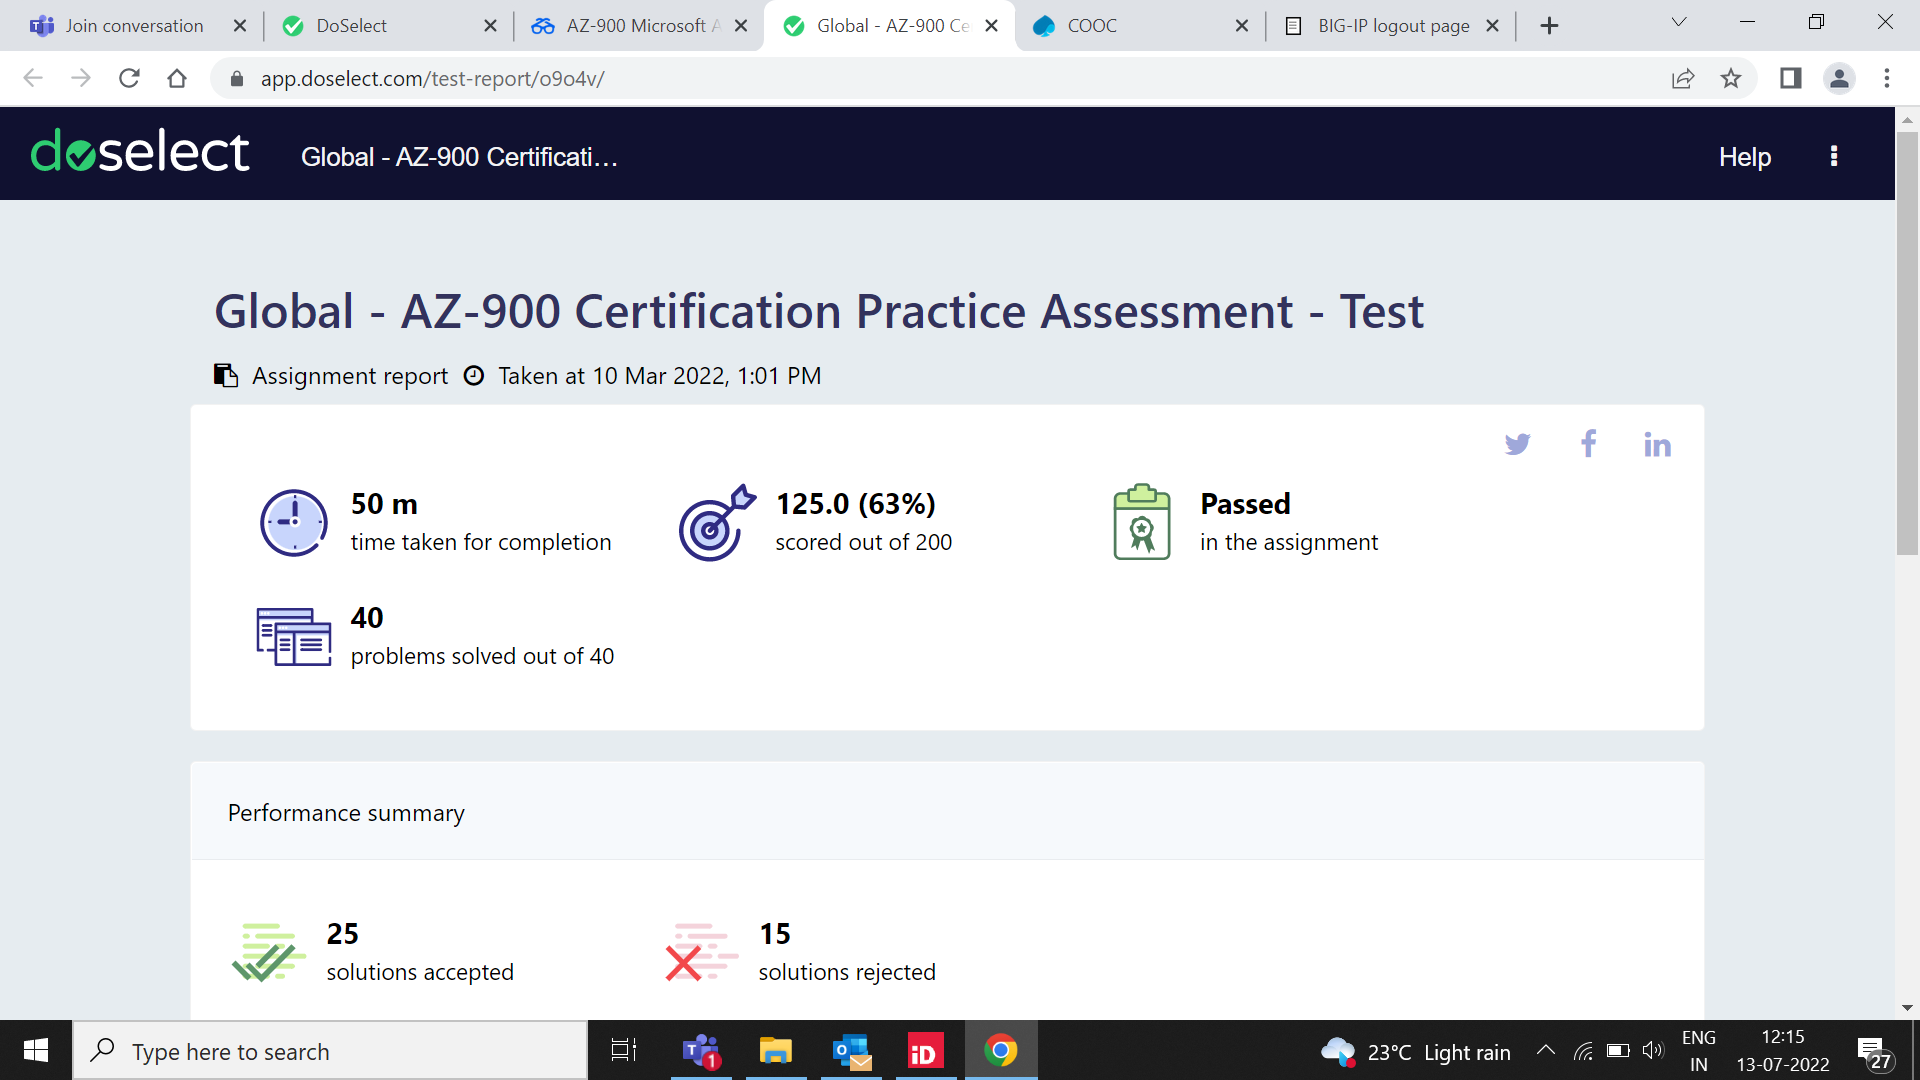 Join conversation
DoSelect
AZ-900 Microsoft A
Global - AZ-900 Ce
COOC
BIG-IP logout page
app.doselect.com/test-report/o9o4v/
doselect
Global - AZ-900 Certificati...
Help
Global - AZ-900 Certification Practice Assessment - Test
Assignment report
Taken at 10 Mar 2022, 1:01 PM
50 m
time taken for completion
125.0 (63%)
scored out of 200
Passed
in the assignment
40
problems solved out of 40
Performance summary
25
solutions accepted
15
solutions rejected
Type here to search
1
iD
23°C Light rain
ENG
IN
12:15
13-07-2022
27